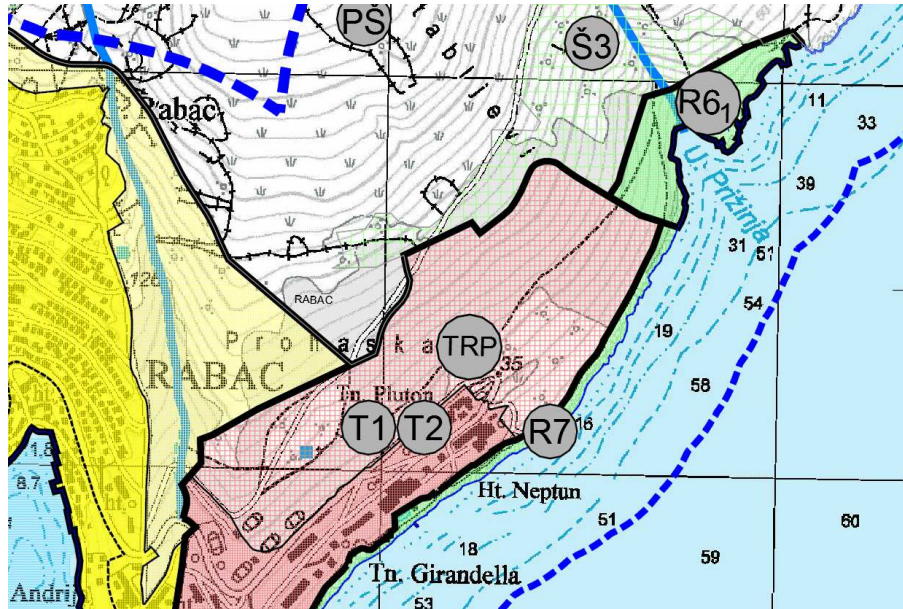 PŠ
Š3
Rabac
R6₁
11
33
U. Prižinja
39
31
51
126
54
RABAC
19
P r o h a s k a
TRP
35
RABAC
58
Tn. Pluton
T1
T2
R7
16
1,8
8.7
Ht. Neptun
ht.
51
60
18
59
Tn. Girandella
Andrij
53